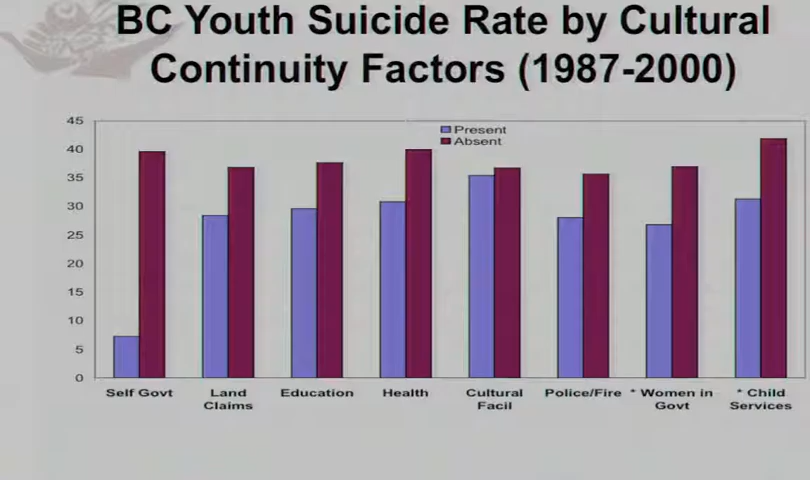 BC Youth Suicide Rate by Cultural
Continuity Factors (1987-2000)
45
40
35
30
25
20
15
10
5
0
Present
Absent
Self Govt
Land
Claims
Education
Health
Cultural
Facil
Police/Fire
* Women in
Govt
* Child
Services